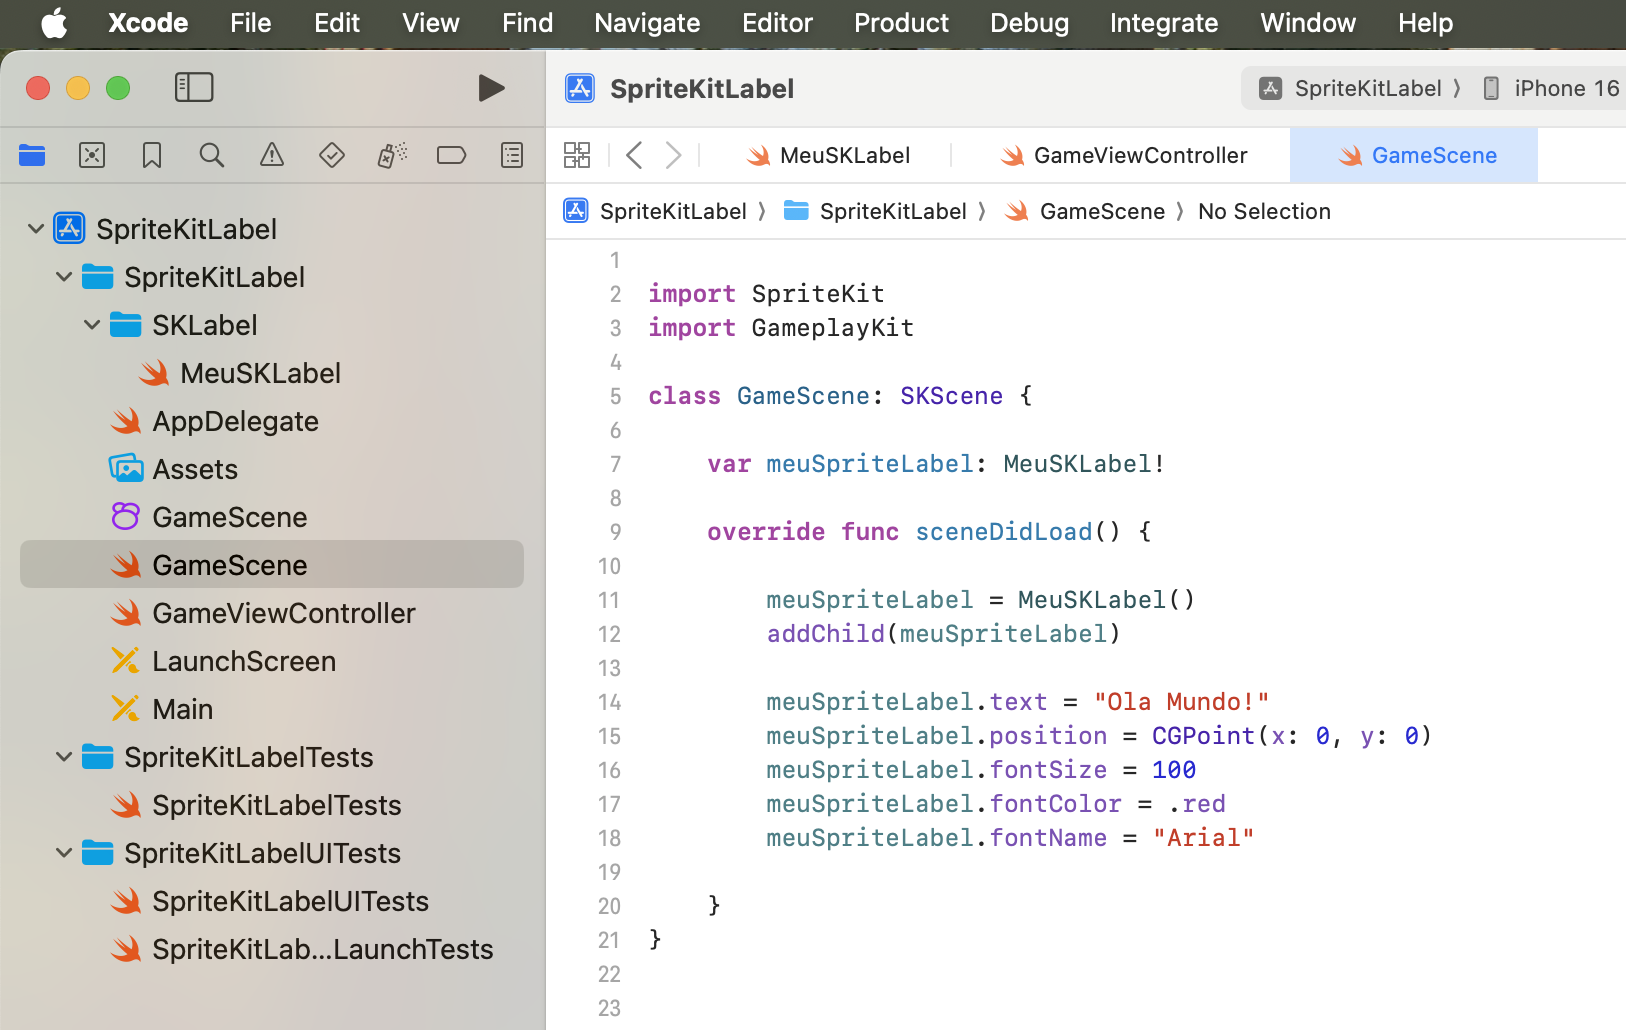 Xcode File Edit View Find Navigate Editor Product Debug Integrate Window Help
SpriteKitLabel
SpriteKitLabel 〉 iPhone 16
MeuSKLabel
GameViewController
GameScene
SpriteKitLabel 〉 SpriteKitLabel 〉 GameScene 〉 No Selection
SpriteKitLabel
SpriteKitLabel
SKLabel
MeuSKLabel
AppDelegate
Assets
GameScene
GameScene
GameViewController
LaunchScreen
Main
SpriteKitLabelTests
SpriteKitLabelTests
SpriteKitLabelUITests
SpriteKitLabelUITests
SpriteKitLab...LaunchTests
1
2 import SpriteKit
3 import GameplayKit
4
5 class GameScene: SKScene {
6
7 var meuSpriteLabel: MeuSKLabel!
8
9 override func sceneDidLoad() {
10
11 meuSpriteLabel = MeuSKLabel()
12 addChild(meuSpriteLabel)
13
14 meuSpriteLabel.text = "Ola Mundo!"
15 meuSpriteLabel.position = CGPoint(x: 0, y: 0)
16 meuSpriteLabel.fontSize = 100
17 meuSpriteLabel.fontColor = .red
18 meuSpriteLabel.fontName = "Arial"
19
20 }
21 }
22
23